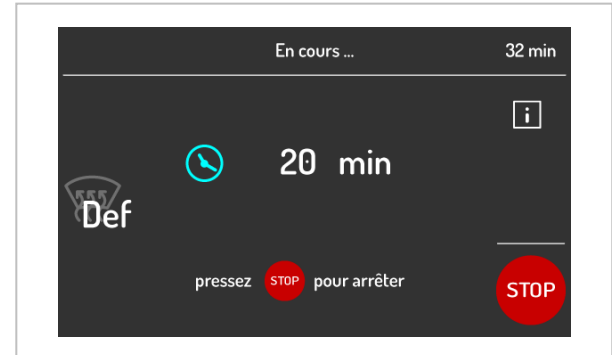 En cours ... 32 min
i
20 min
Def
pressez STOP pour arrêter
STOP